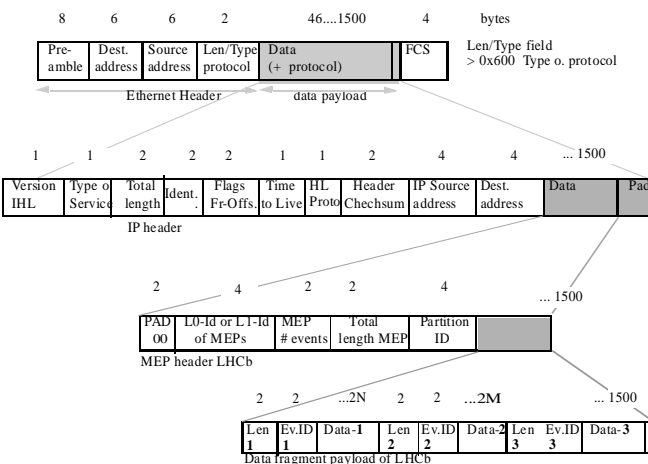 8 6 6 2 46....1500 4 bytes
Pre-amble Dest. address Source address Len/Type protocol Data (+ protocol) FCS
Len/Type field
> 0x600 Type o. protocol
Ethernet Header data payload
1 1 2 2 2 1 1 2 4 4 ... 1500
Version IHL Type o Service Total length Ident. . Flags Fr-Offs. Time to Live HL Proto Header Chechsum IP Source address Dest. address Data Pad
IP header
2 4 2 2 4 ... 1500
PAD 00 L0-Id or L1-Id of MEPs MEP # events Total length MEP Partition ID
MEP header LHCb
2 2 ...2N 2 2 ...2M ... 1500
Len 1 Ev.ID 1 Data-1 Len 2 Ev.ID 2 Data-2 Len 3 Ev.ID 3 Data-3
Data fragment payload of LHCb